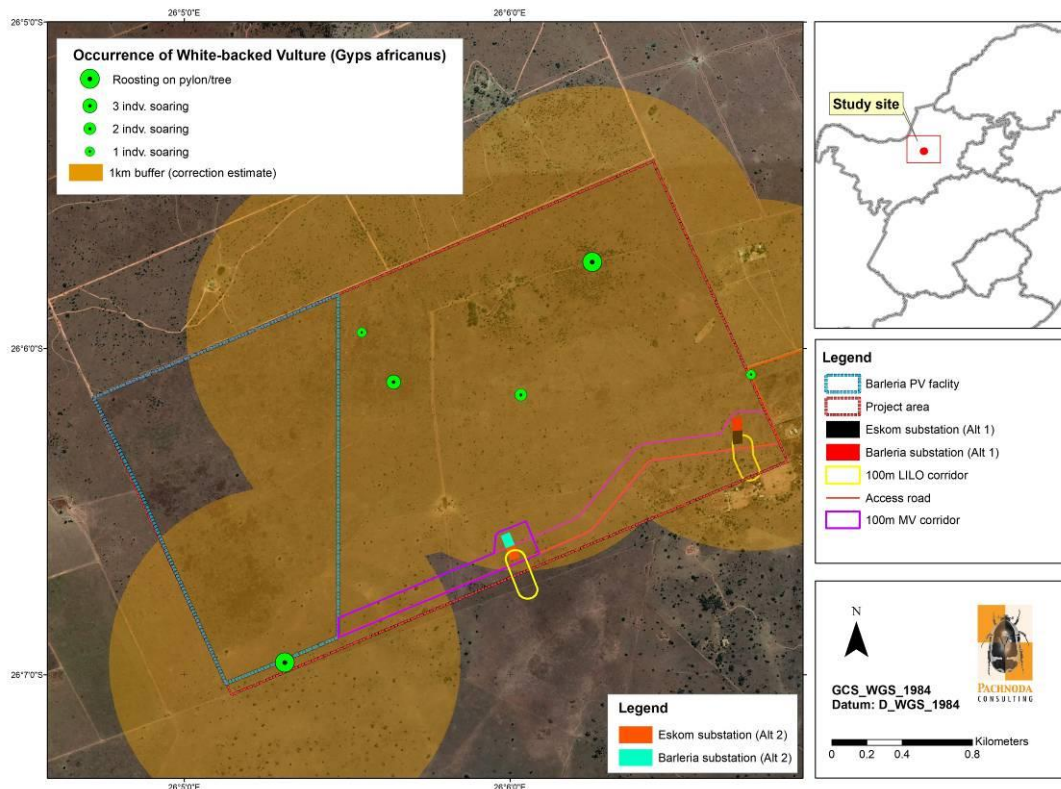 26°5'0"E
26°6'0"E
26°5'0"S
26°6'0"S
26°7'0"S
Occurrence of White-backed Vulture (Gyps africanus)
Roosting on pylon/tree
3 indv. soaring
2 indv. soaring
1 indv. soaring
1km buffer (correction estimate)
Legend
Eskom substation (Alt 2)
Barleria substation (Alt 2)
26°5'0"E
26°6'0"E
Study site
Legend
Barleria PV facility
Project area
Eskom substation (Alt 1)
Barleria substation (Alt 1)
100m LILO corridor
Access road
100m MV corridor
N
GCS_WGS_1984
Datum: D_WGS_1984
PACHNODA
CONSULTING
Kilometers
0 0.2 0.4 0.8